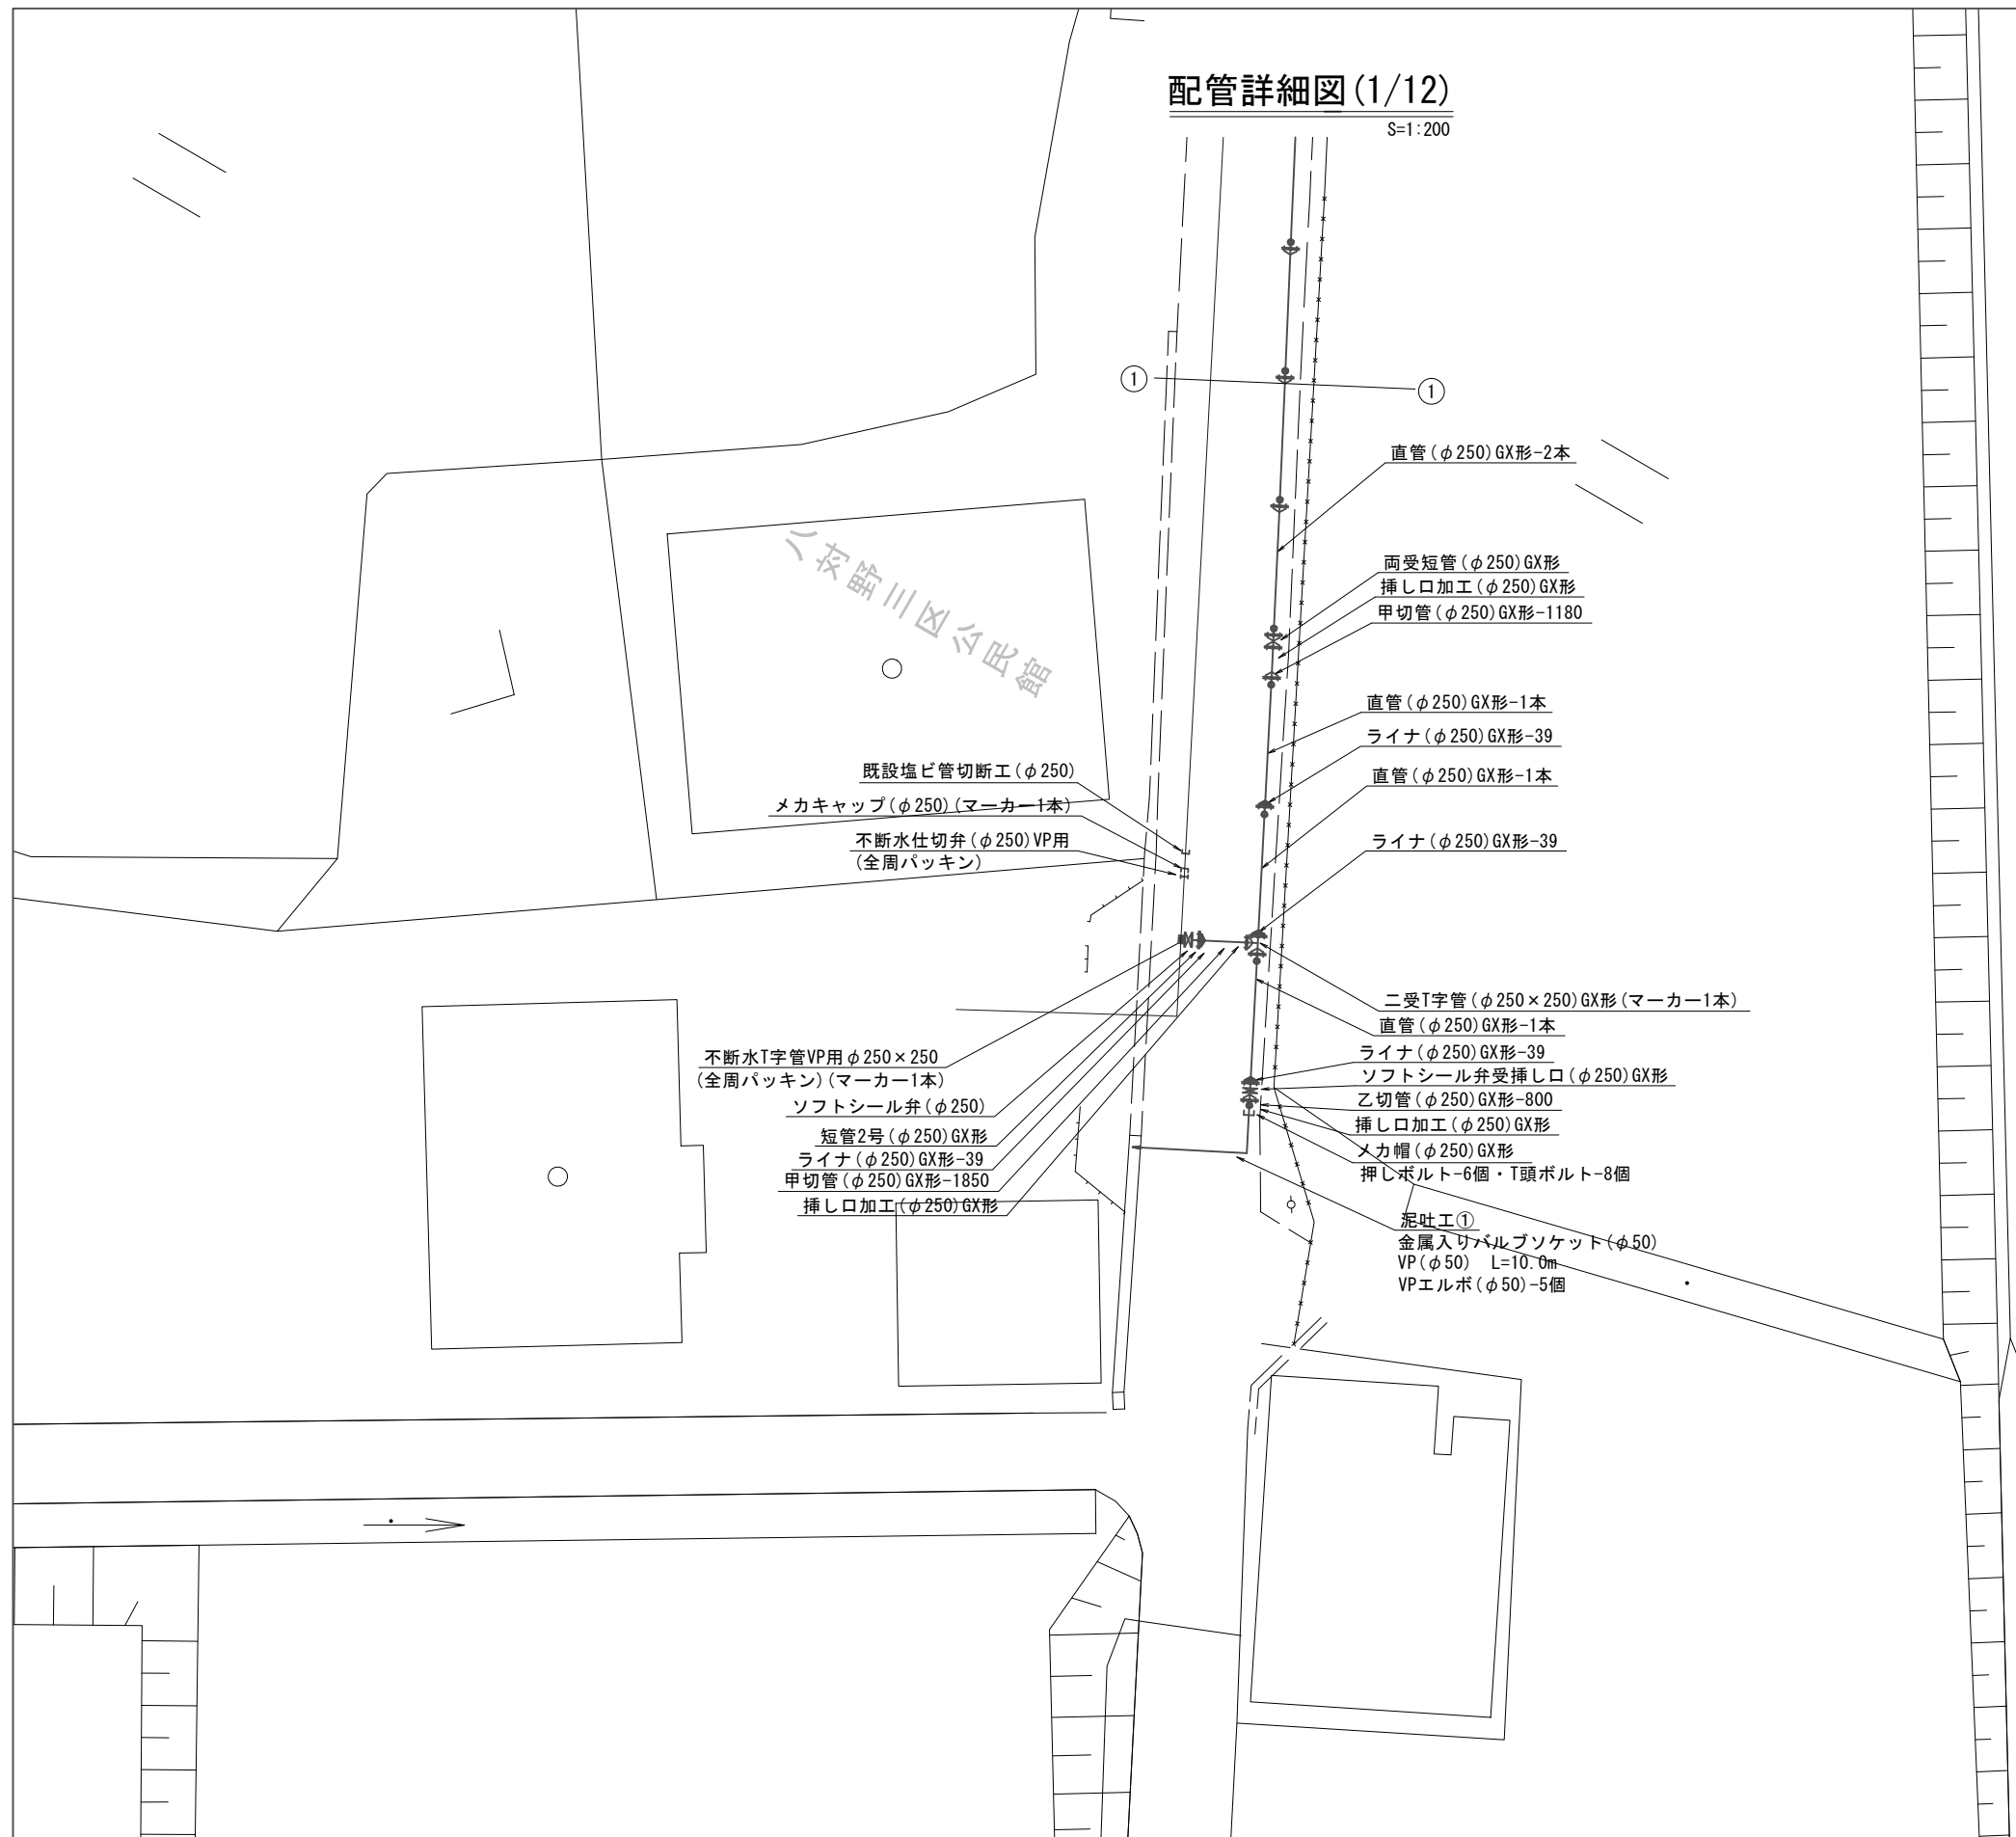 配管詳細図(1/12)
S=1:200
①
①
直管(φ250)GX形-2本
両受短管(φ250)GX形
挿し口加工(φ250)GX形
甲切管(φ250)GX形-1180
直管(φ250)GX形-1本
ライナ(φ250)GX形-39
直管(φ250)GX形-1本
ライナ(φ250)GX形-39
八対野三区公民館
既設塩ビ管切断工(φ250)
メカキャップ(φ250)(マーカー1本)
不断水仕切弁(φ250)VP用
(全周パッキン)
二受T字管(φ250×250)GX形(マーカー1本)
直管(φ250)GX形-1本
ライナ(φ250)GX形-39
ソフトシール弁受挿し口(φ250)GX形
乙切管(φ250)GX形-800
挿し口加工(φ250)GX形
メカ帽(φ250)GX形
押しボルト-6個・T頭ボルト-8個
不断水T字管VP用φ250×250
(全周パッキン)(マーカー1本)
ソフトシール弁(φ250)
短管2号(φ250)GX形
ライナ(φ250)GX形-39
甲切管(φ250)GX形-1850
挿し口加工(φ250)GX形
泥吐工①
金属入りバルブソケット(φ50)
VP(φ50) L=10.0m
VPエルボ(φ50)-5個